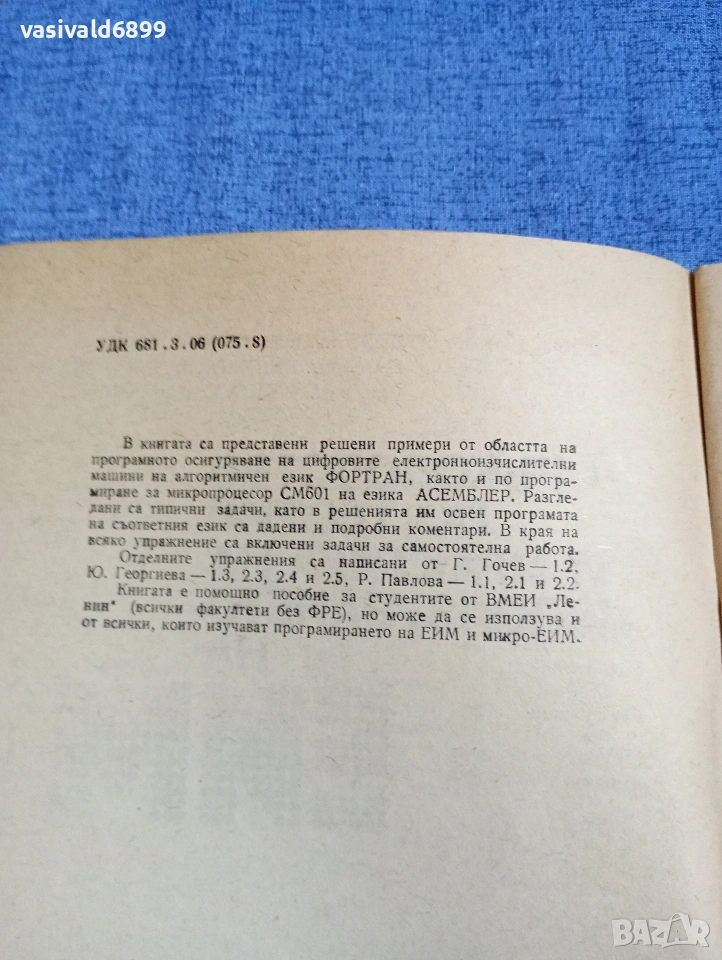 vasivald6899
УДК 681.3.06 (075.8)
В книгата са представени решени примери от областта на
програмното осигуряване на цифровите електронноизчислителни
машини на алгоритмичен език ФОРТРАН, както и по програ-
миране за микропроцесор СМ601 на езика АСЕМБЛЕР. Разгле-
дани са типични задачи, като в решенията им освен програмата
на съответния език са дадени и подробни коментари. В края на
всяко упражнение са включени задачи за самостоятелна работа.
Отделните упражнения са написани от Г. Гочев — 1.2,
Ю. Георгиева — 1.3, 2.3, 2.4 и 2.5, Р. Павлова — 1.1, 2.1 и 2.2.
Книгата е помощно пособие за студентите от ВМЕИ „Ле-
нин“ (всички факултети без ФРЕ), но може да се използува и
от всички, които изучават програмирането на ЕИМ и микро-ЕИМ.
BAZAR